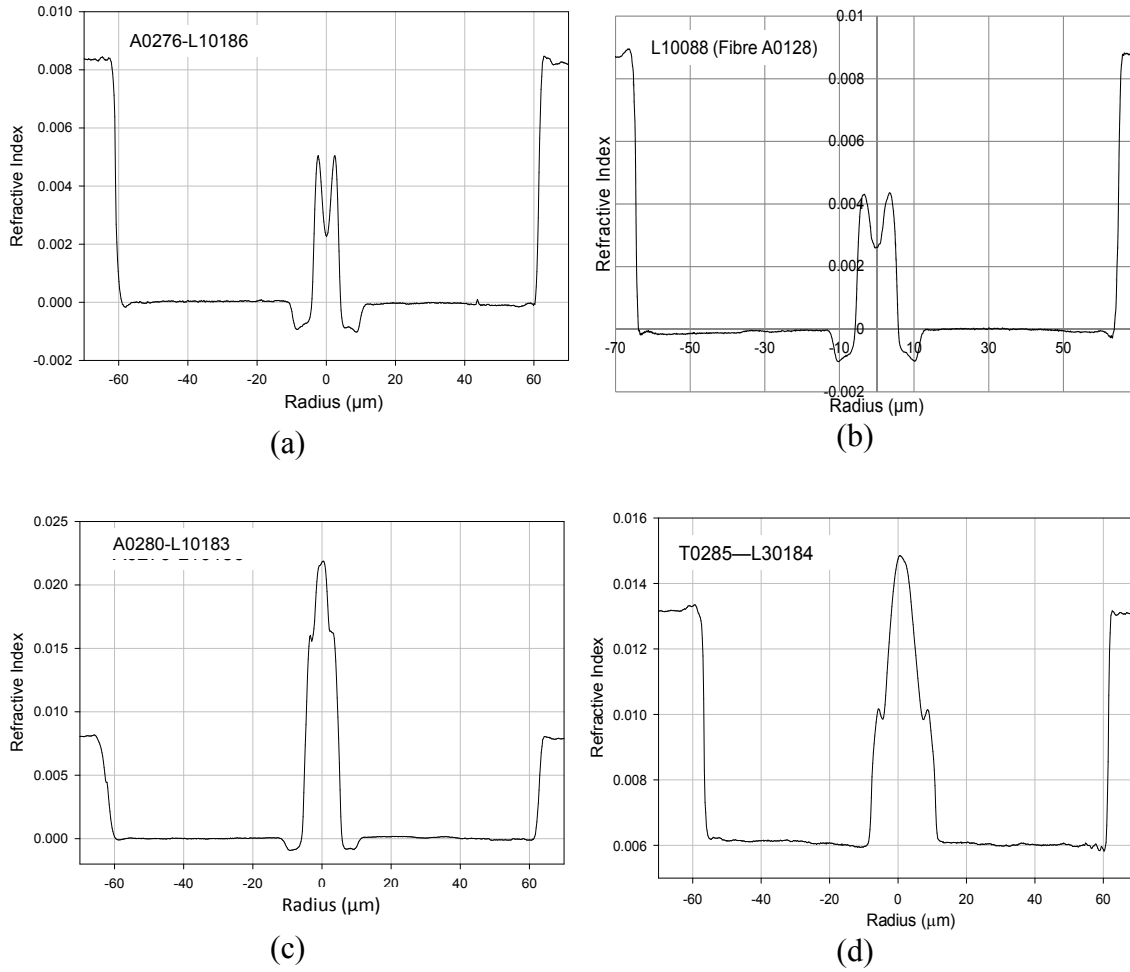 A0276-L10186
Refractive Index
0.010
0.008
0.006
0.004
0.002
0.000
-0.002
-60 -40 -20 0 20 40 60
Radius (µm)
(a)
L10088 (Fibre A0128)
Refractive Index
0.01
0.008
0.006
0.004
0.002
0
-0.002
-70 -50 -30 -10 10 30 50
Radius (µm)
(b)
A0280-L10183
Refractive Index
0.025
0.020
0.015
0.010
0.005
0.000
-60 -40 -20 0 20 40 60
Radius (µm)
(c)
T0285—L30184
Refractive Index
0.016
0.014
0.012
0.010
0.008
0.006
-60 -40 -20 0 20 40 60
Radius (µm)
(d)